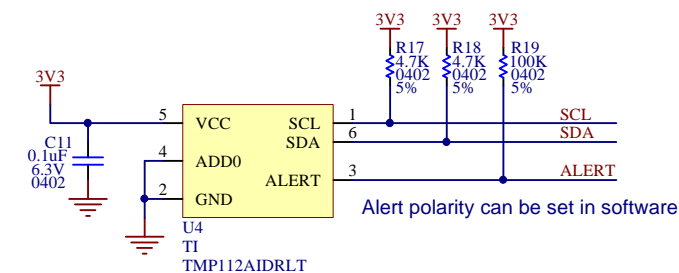 3V3 3V3 3V3
R17 R18 R19
4.7K 4.7K 100K
0402 0402 0402
5% 5% 5%
3V3
5 VCC SCL 1 SCL
SDA 6 SDA
C11
0.1uF
6.3V
0402
4 ADD0
ALERT 3 ALERT
2 GND
Alert polarity can be set in software
U4
TI
TMP112AIDRLT